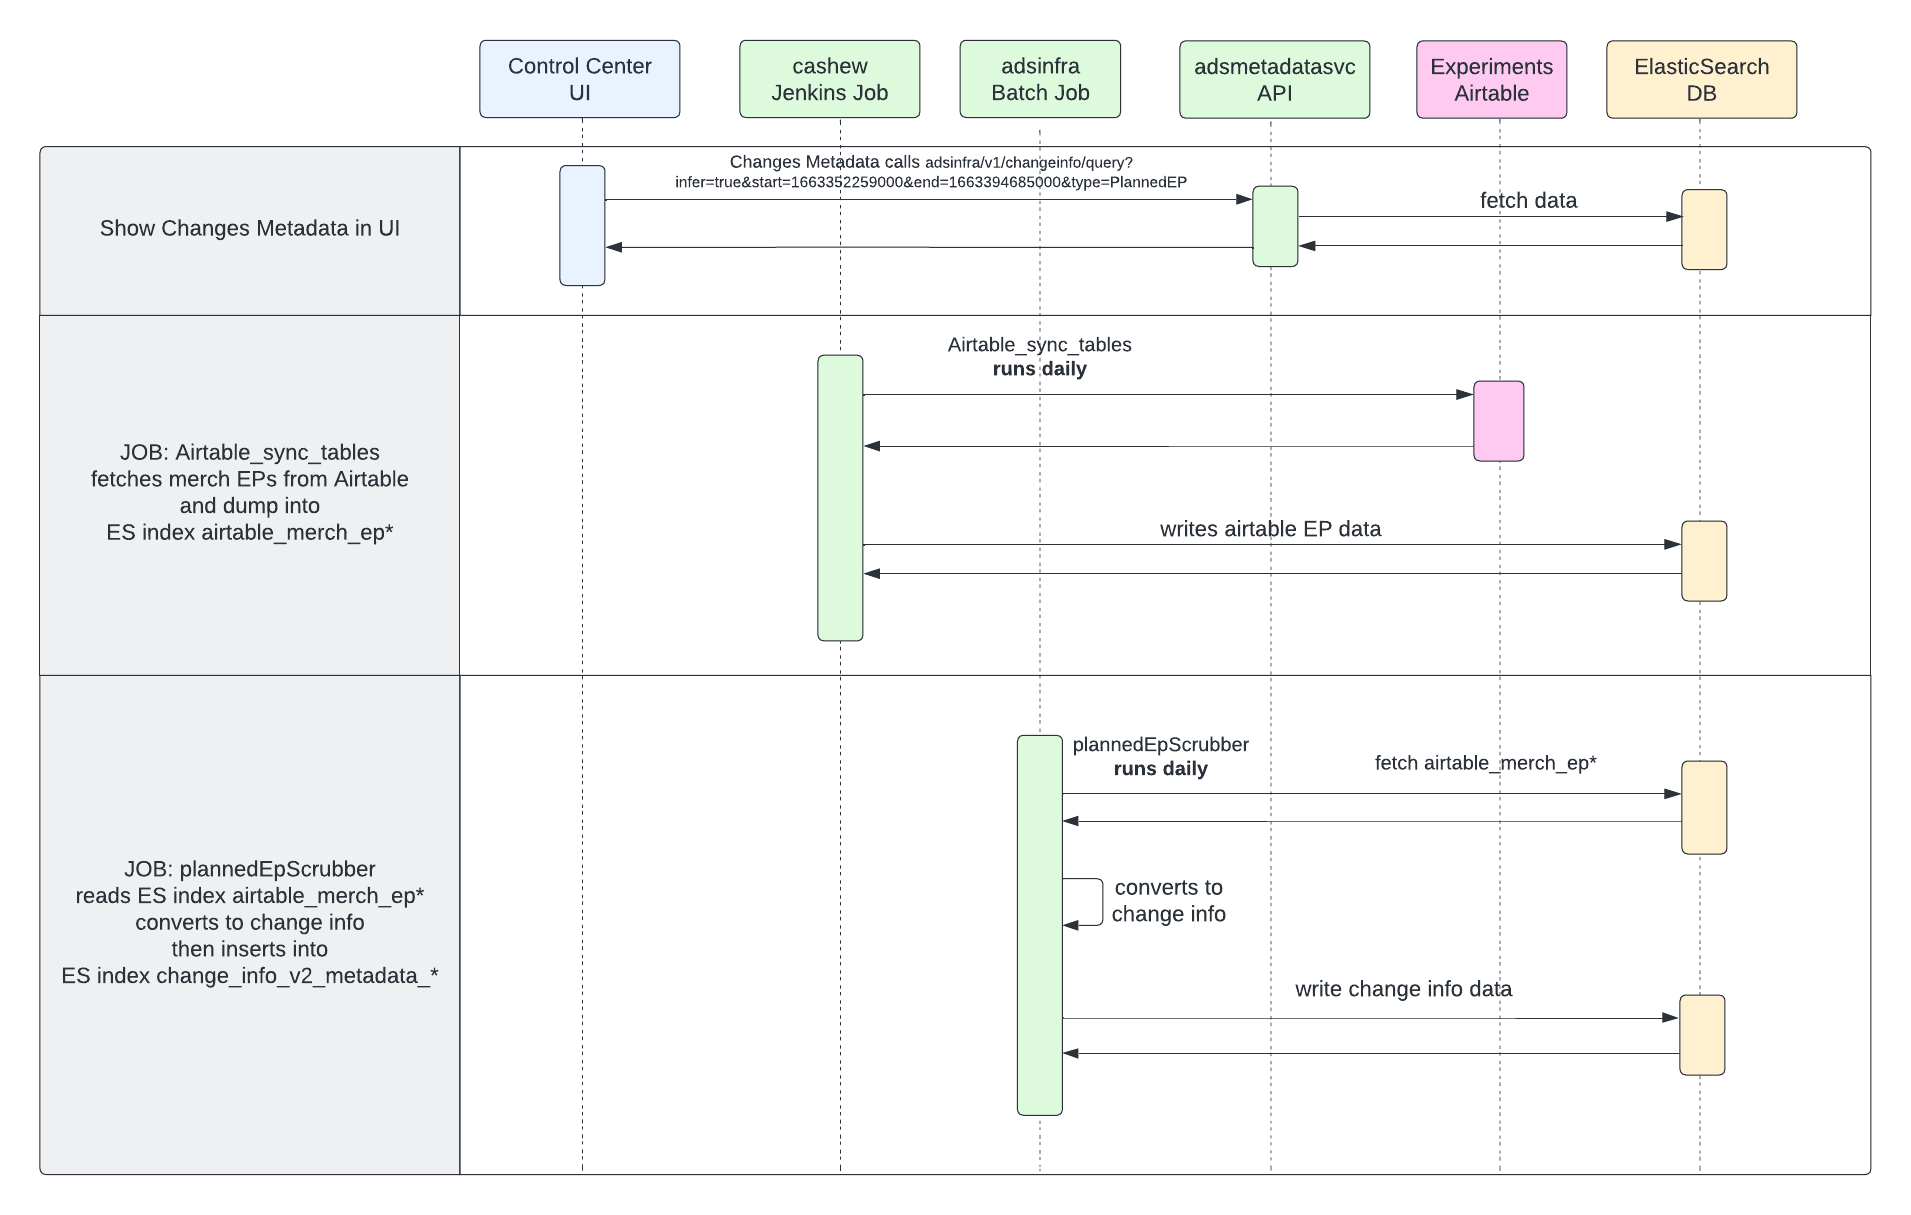 Control Center
UI
cashew
Jenkins Job
adsinfra
Batch Job
adsmetadatasvc
API
Experiments
Airtable
ElasticSearch
DB
Show Changes Metadata in UI
Changes Metadata calls adsinfra/v1/changeinfo/query?
infer=true&start=1663352259000&end=1663394685000&type=PlannedEP
fetch data
JOB: Airtable_sync_tables
fetches merch EPs from Airtable
and dump into
ES index airtable_merch_ep*
Airtable_sync_tables
runs daily
writes airtable EP data
JOB: plannedEpScrubber
reads ES index airtable_merch_ep*
converts to change info
then inserts into
ES index change_info_v2_metadata_*
plannedEpScrubber
runs daily
fetch airtable_merch_ep*
converts to
change info
write change info data